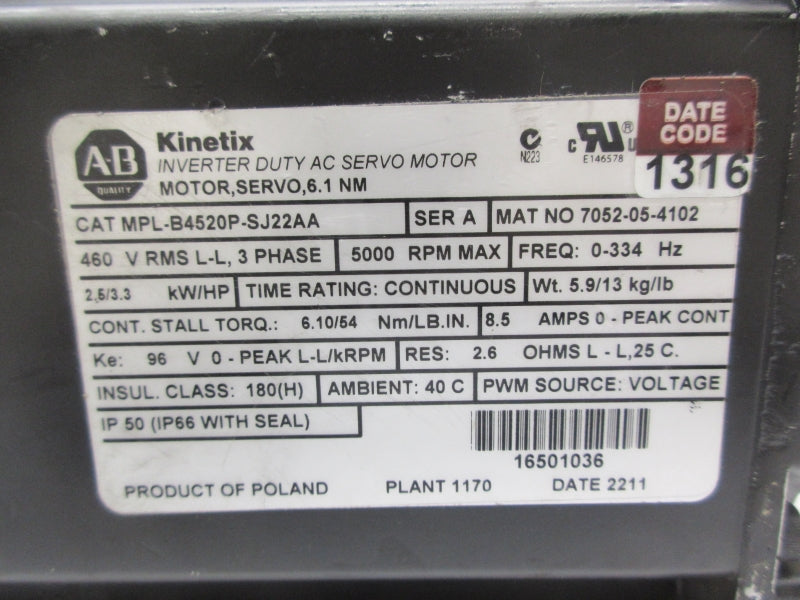 A-B
QUALITY
Kinetix
INVERTER DUTY AC SERVO MOTOR
MOTOR,SERVO,6.1 NM
N223
C RU ® U
E146578
DATE
CODE
1316
CAT MPL-B4520P-SJ22AA SER A MAT NO 7052-05-4102
460 V RMS L-L, 3 PHASE 5000 RPM MAX FREQ: 0-334 Hz
2.5/3.3 kW/HP TIME RATING: CONTINUOUS Wt. 5.9/13 kg/lb
CONT. STALL TORQ.: 6.10/54 Nm/LB.IN. 8.5 AMPS 0 - PEAK CONT
Ke: 96 V 0 - PEAK L-L/kRPM RES: 2.6 OHMS L - L,25 C.
INSUL. CLASS: 180(H) AMBIENT: 40 C PWM SOURCE: VOLTAGE
IP 50 (IP66 WITH SEAL)
16501036
PRODUCT OF POLAND PLANT 1170 DATE 2211